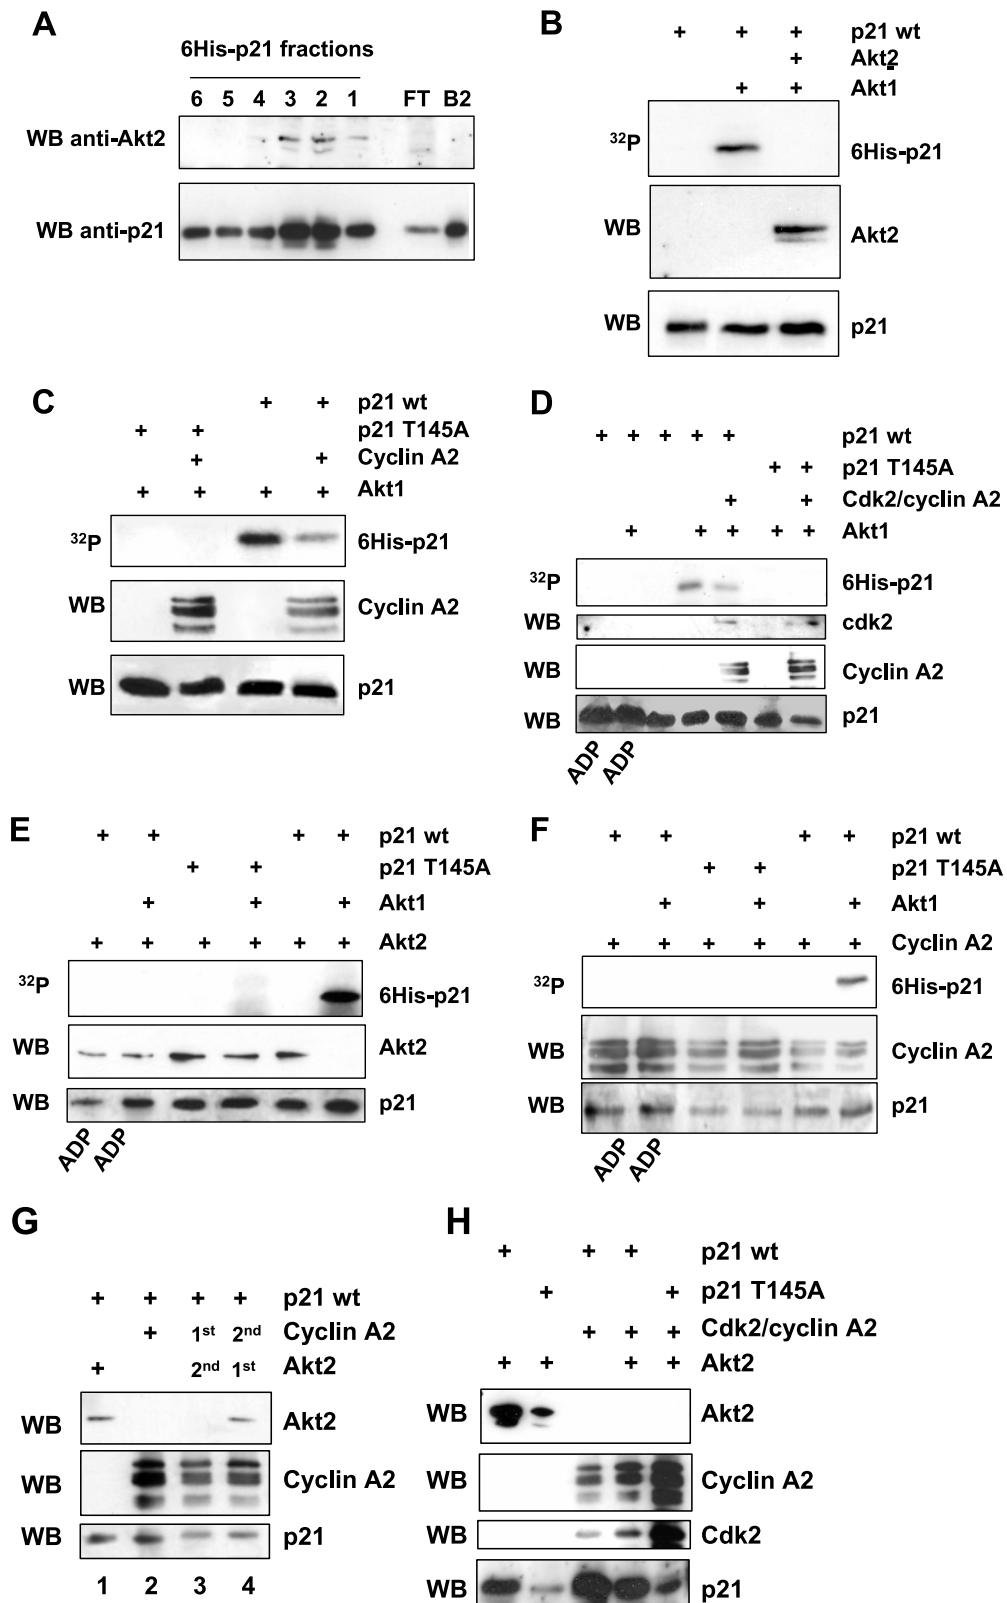 A
6His-p21 fractions
6 5 4 3 2 1 FT B2
WB anti-Akt2
WB anti-p21
B
+ + + p21 wt
+ Akt2
+ + Akt1
32P 6His-p21
WB Akt2
WB p21
C
+ + p21 wt
+ + p21 T145A
+ + Cyclin A2
+ + + + Akt1
32P 6His-p21
WB Cyclin A2
WB p21
D
+ + + + + p21 wt
+ + p21 T145A
+ + Cdk2/cyclin A2
+ + + + + Akt1
32P 6His-p21
WB cdk2
WB Cyclin A2
WB p21
ADP ADP
E
+ + + + p21 wt
+ + p21 T145A
+ + + Akt1
+ + + + + + Akt2
32P 6His-p21
WB Akt2
WB p21
ADP ADP
F
+ + + + p21 wt
+ + p21 T145A
+ + + Akt1
+ + + + + + Cyclin A2
32P 6His-p21
WB Cyclin A2
WB p21
ADP ADP
G
+ + + + p21 wt
+ 1st 2nd Cyclin A2
+ 2nd 1st Akt2
WB Akt2
WB Cyclin A2
WB p21
1 2 3 4
H
+ + + p21 wt
+ + p21 T145A
+ + + Cdk2/cyclin A2
+ + + + Akt2
WB Akt2
WB Cyclin A2
WB Cdk2
WB p21